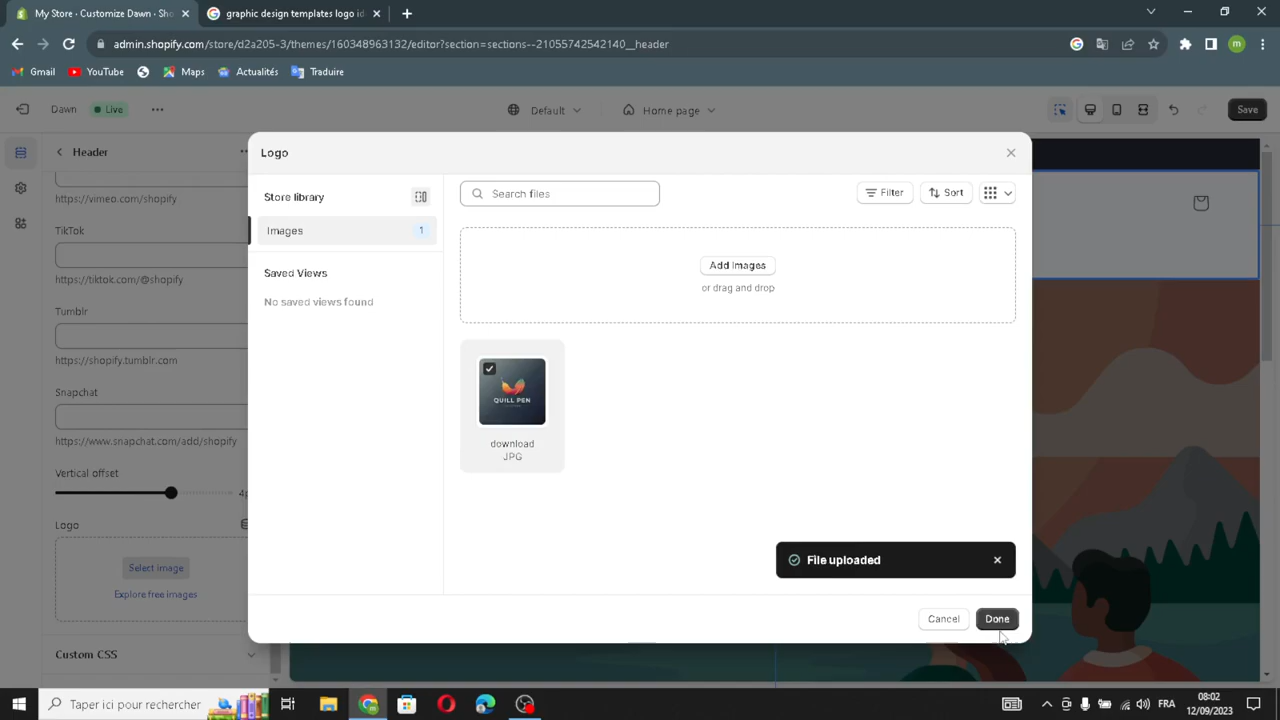 My Store · Customize Dawn · Sho
graphic design templates logo id
admin.shopify.com/store/d2a205-3/themes/160348963132/editor?section=sections--21055742542140__header
m
Gmail
YouTube
Maps
Actualités
Traduire
Dawn
Live
Default
Home page
Save
Header
https://vimeo.com/shopify
TikTok
https://tiktok.com/@shopify
Tumblr
https://shopify.tumblr.com
Snapchat
https://www.snapchat.com/add/shopify
Vertical offset
Logo
Select image
Explore free images
Custom CSS
Logo
Store library
Images
1
Saved Views
No saved views found
Search files
Filter
Sort
Add images
or drag and drop
QUILL PEN
download
JPG
File uploaded
Cancel
Done
Taper ici pour rechercher
FRA
08:02
12/09/2023